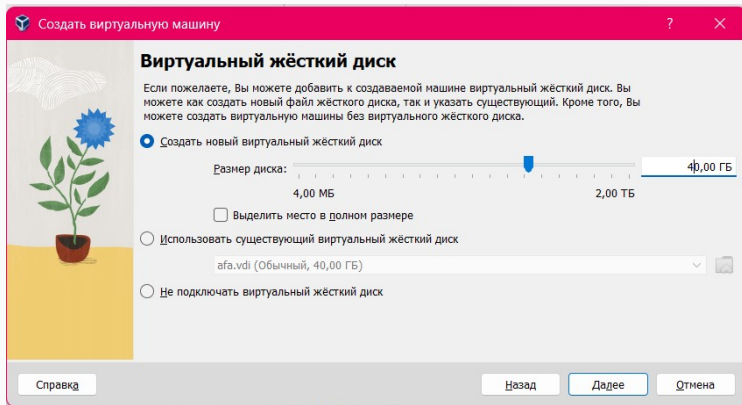 Создать виртуальную машину
Виртуальный жёсткий диск
Если пожелаете, Вы можете добавить к создаваемой машине виртуальный жёсткий диск. Вы
можете как создать новый файл жёсткого диска, так и указать существующий. Кроме того, Вы
можете создать виртуальную машины без виртуального жёсткого диска.
Создать новый виртуальный жёсткий диск
Размер диска:
40,00 ГБ
4,00 МБ
2,00 ТБ
Выделить место в полном размере
Использовать существующий виртуальный жёсткий диск
afa.vdi (Обычный, 40,00 ГБ)
Не подключать виртуальный жёсткий диск
Справка
Назад
Далее
Отмена